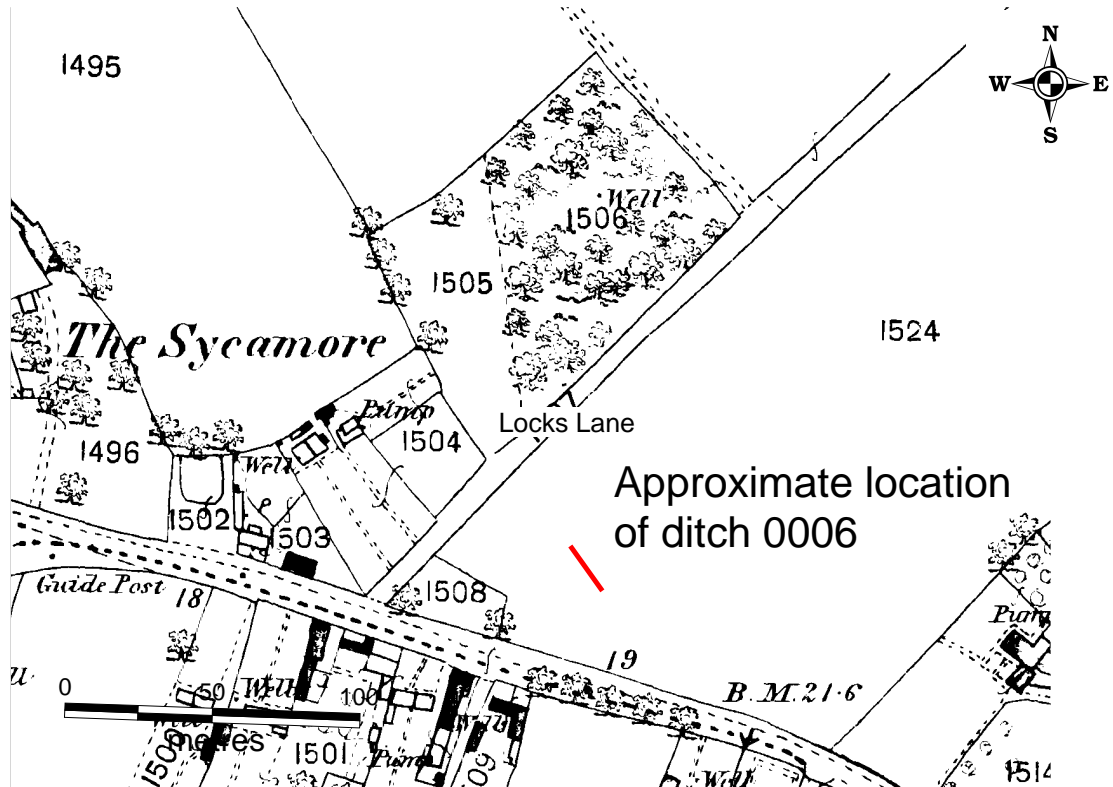 1495
N
W E
S
Well
1506
1505
1524
The Sycamore
Pump
Locks Lane
1504
1496
Well
Approximate location
of ditch 0006
1502
1503
1508
Guide Post
18
19
Pump
B.M. 21·6
0 50 100
Well
metres
1501
Pump
Well
1514